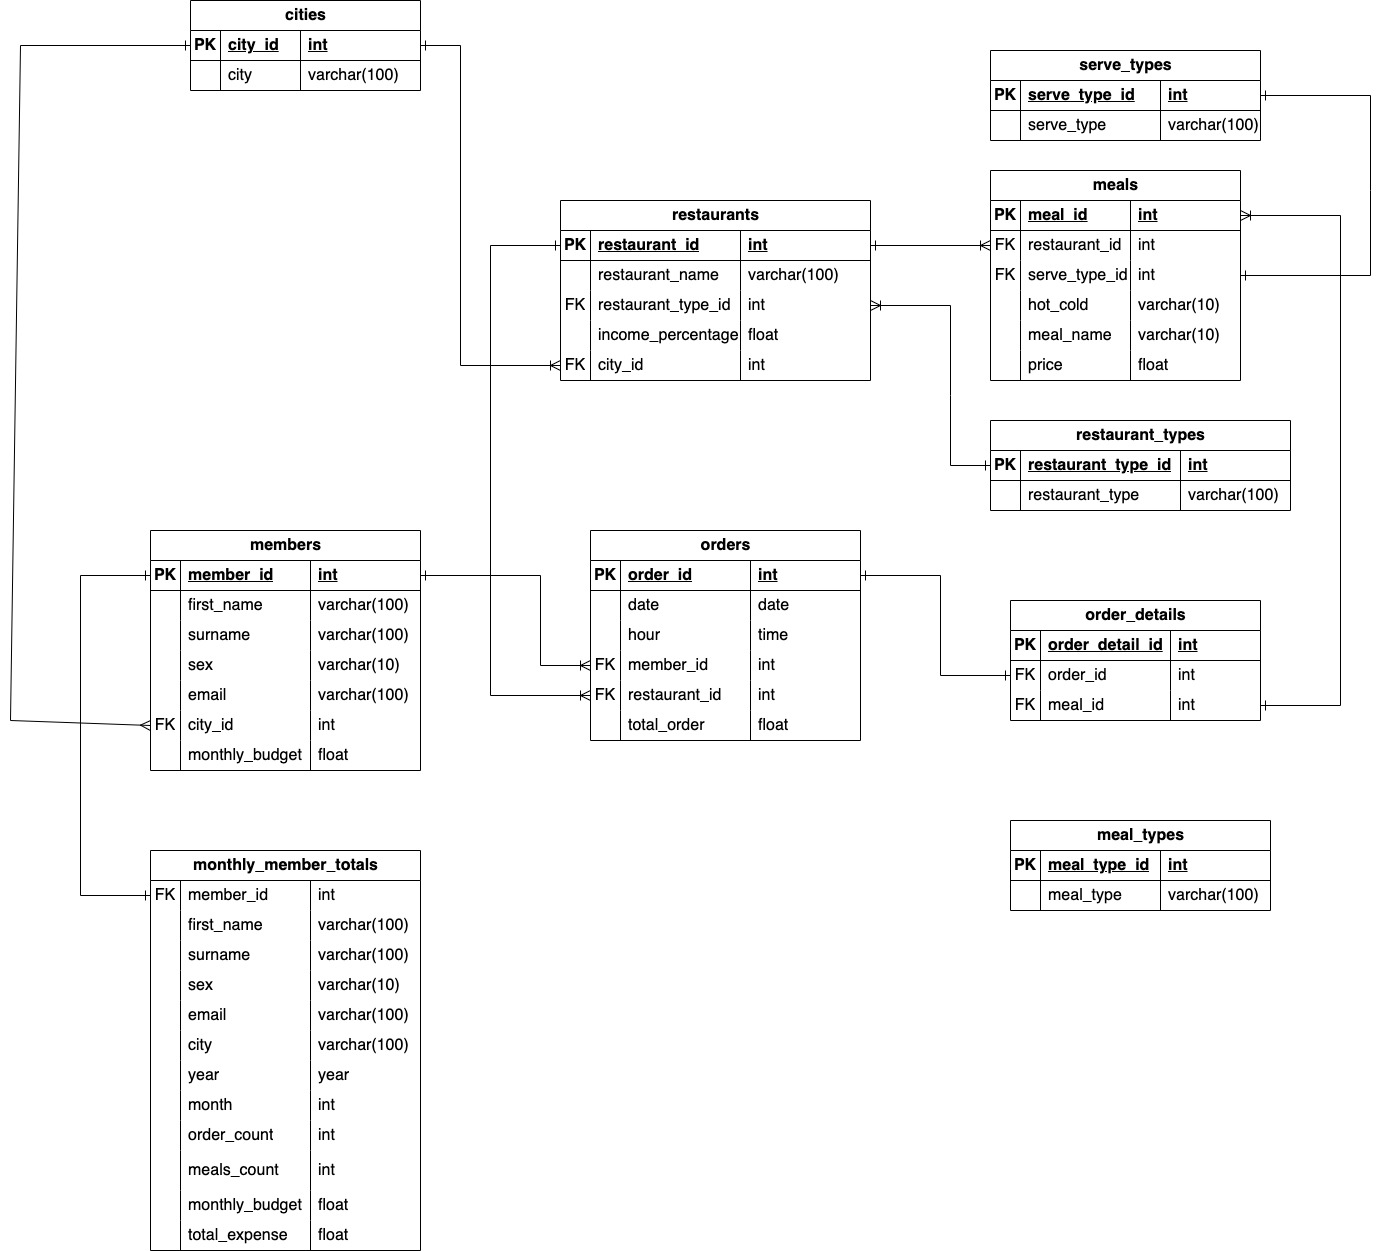 cities
PK city_id int
city varchar(100)
serve_types
PK serve_type_id int
serve_type varchar(100)
meals
PK meal_id int
FK restaurant_id int
FK serve_type_id int
hot_cold varchar(10)
meal_name varchar(10)
price float
restaurants
PK restaurant_id int
restaurant_name varchar(100)
FK restaurant_type_id int
income_percentage float
FK city_id int
restaurant_types
PK restaurant_type_id int
restaurant_type varchar(100)
members
PK member_id int
first_name varchar(100)
surname varchar(100)
sex varchar(10)
email varchar(100)
FK city_id int
monthly_budget float
orders
PK order_id int
date date
hour time
FK member_id int
FK restaurant_id int
total_order float
order_details
PK order_detail_id int
FK order_id int
FK meal_id int
meal_types
PK meal_type_id int
meal_type varchar(100)
monthly_member_totals
FK member_id int
first_name varchar(100)
surname varchar(100)
sex varchar(10)
email varchar(100)
city varchar(100)
year year
month int
order_count int
meals_count int
monthly_budget float
total_expense float